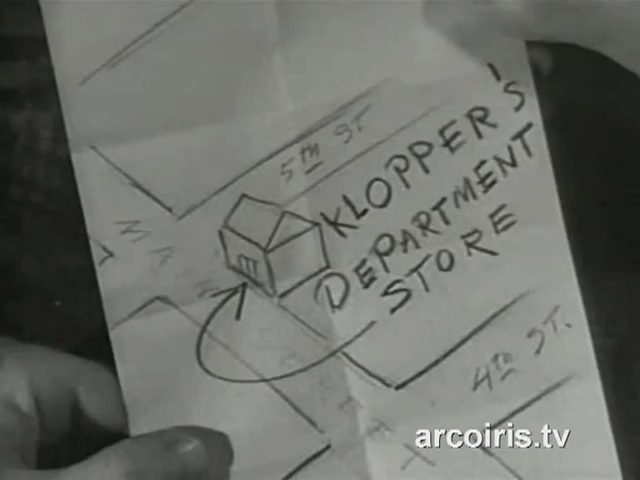 5TH ST.
KLOPPER'S
DEPARTMENT
STORE
4TH ST.
arcoiris.tv